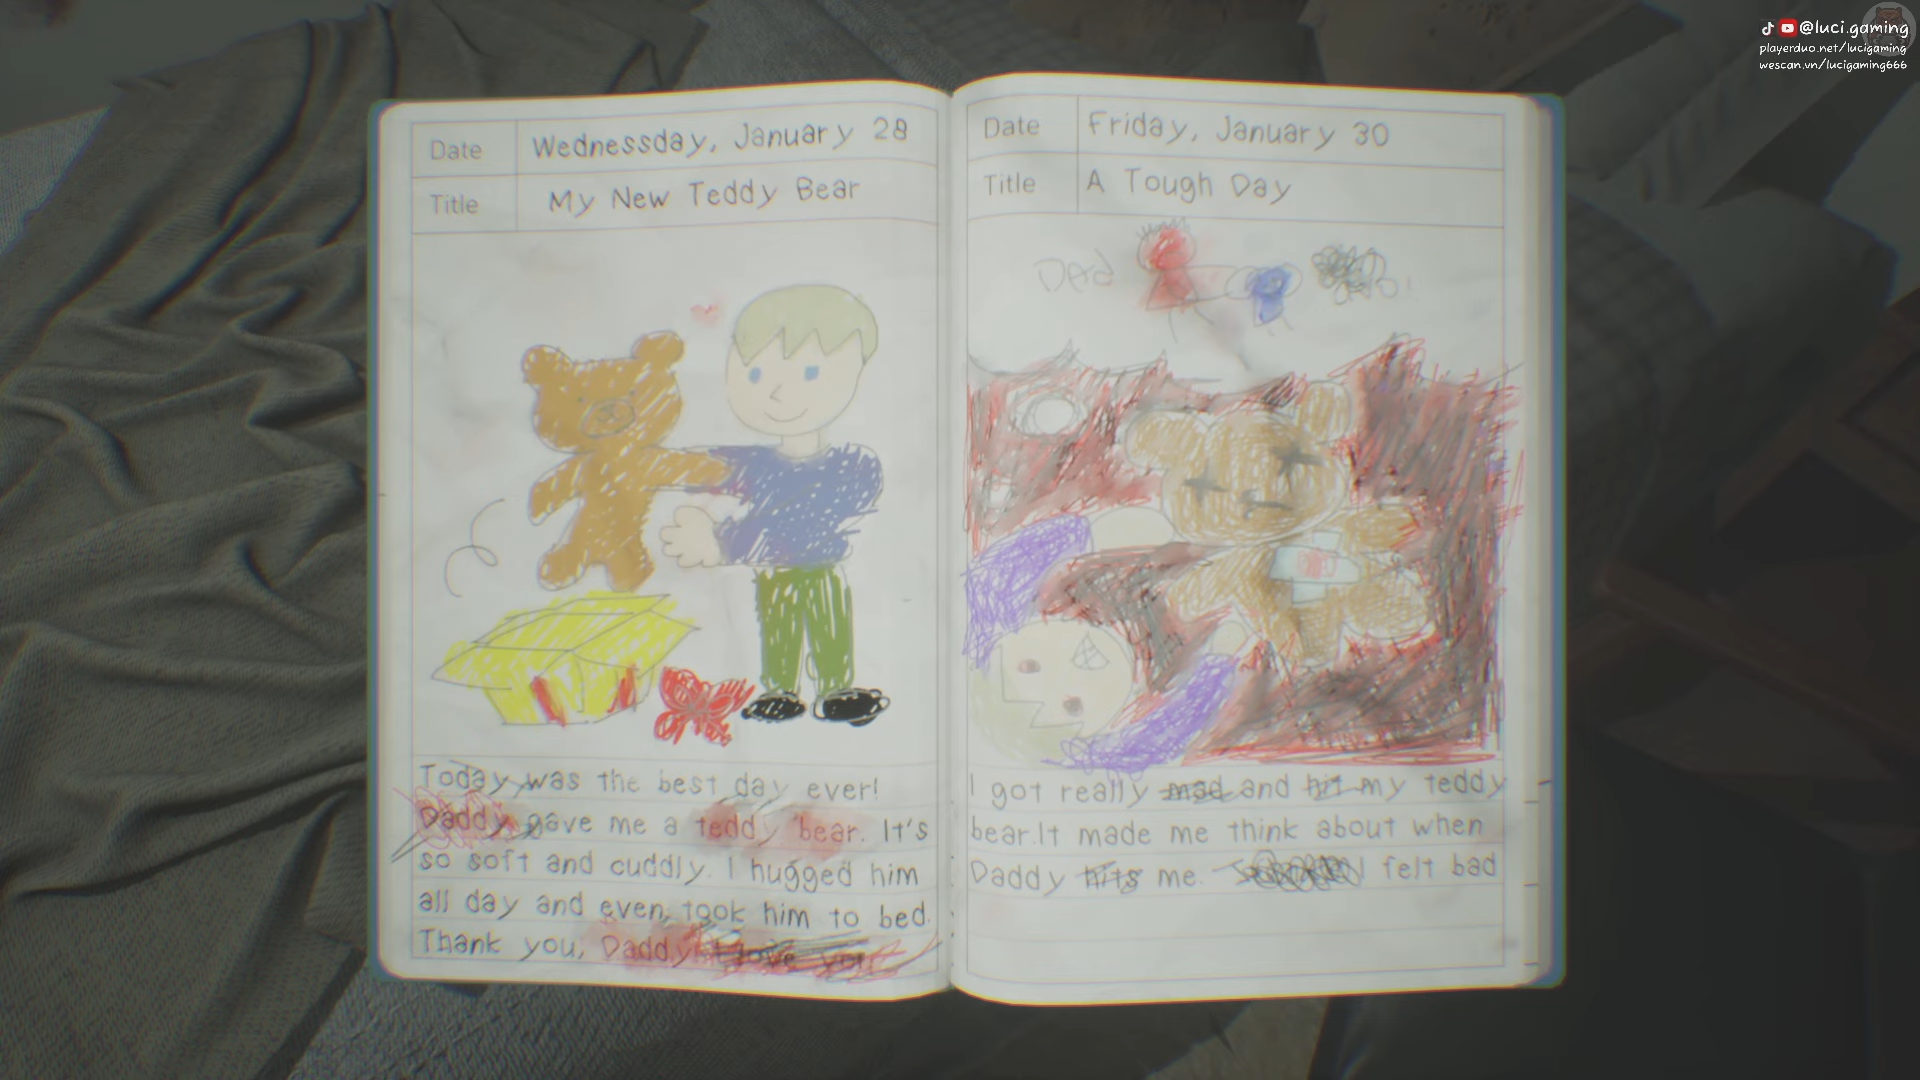 @luci.gaming
playerduo.net/lucigaming
wescan.vn/lucigaming666
Date Wednessday, January 28
Title My New Teddy Bear
Today was the best day ever!
Daddy gave me a teddy bear. It's
so soft and cuddly. I hugged him
all day and even took him to bed.
Thank you, Daddy! I love you
Date Friday, January 30
Title A Tough Day
Dad
I got really mad and hit my teddy
bear. It made me think about when
Daddy hits me. I felt bad